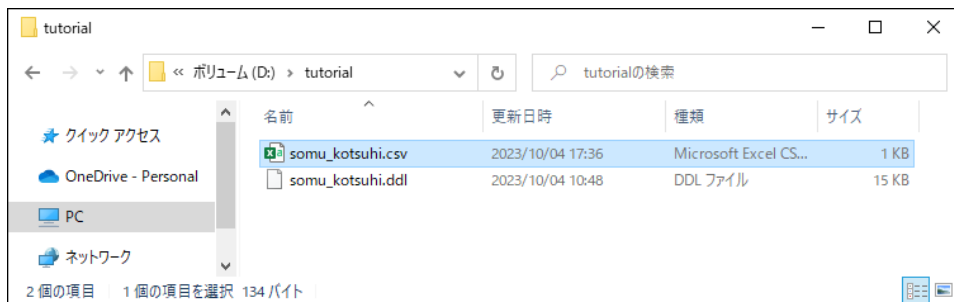 tutorial
« ボリューム (D:) › tutorial
tutorialの検索
名前 更新日時 種類 サイズ
クイック アクセス
somu_kotsuhi.csv 2023/10/04 17:36 Microsoft Excel CS... 1 KB
OneDrive - Personal
somu_kotsuhi.ddl 2023/10/04 10:48 DDL ファイル 15 KB
PC
ネットワーク
2 個の項目 1 個の項目を選択 134 バイト